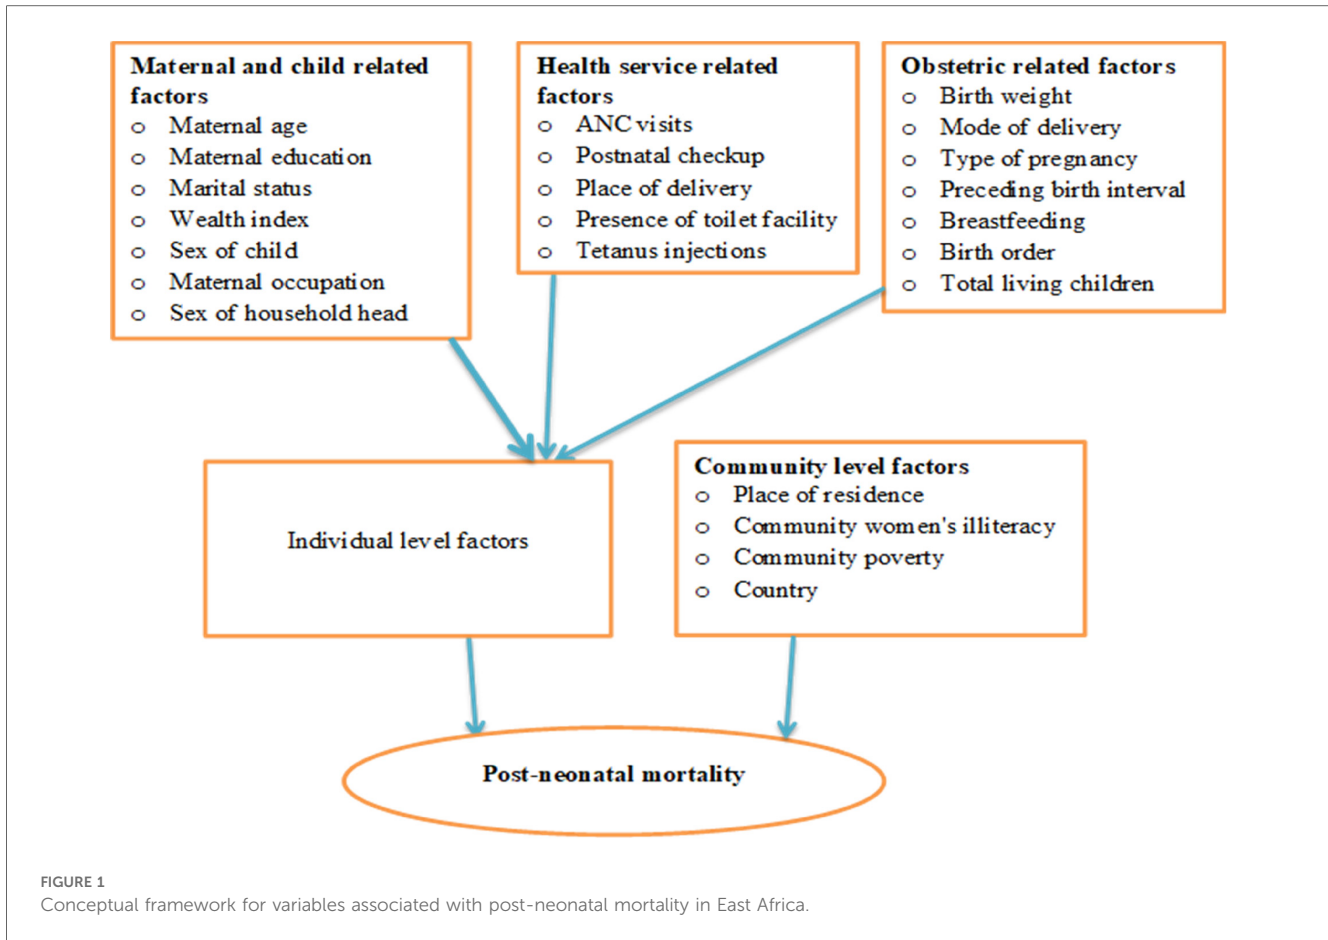 Maternal and child related
factors
o Maternal age
o Maternal education
o Marital status
o Wealth index
o Sex of child
o Maternal occupation
o Sex of household head
Health service related
factors
o ANC visits
o Postnatal checkup
o Place of delivery
o Presence of toilet facility
o Tetanus injections
Obstetric related factors
o Birth weight
o Mode of delivery
o Type of pregnancy
o Preceding birth interval
o Breastfeeding
o Birth order
o Total living children
Individual level factors
Community level factors
o Place of residence
o Community women's illiteracy
o Community poverty
o Country
Post-neonatal mortality
FIGURE 1
Conceptual framework for variables associated with post-neonatal mortality in East Africa.